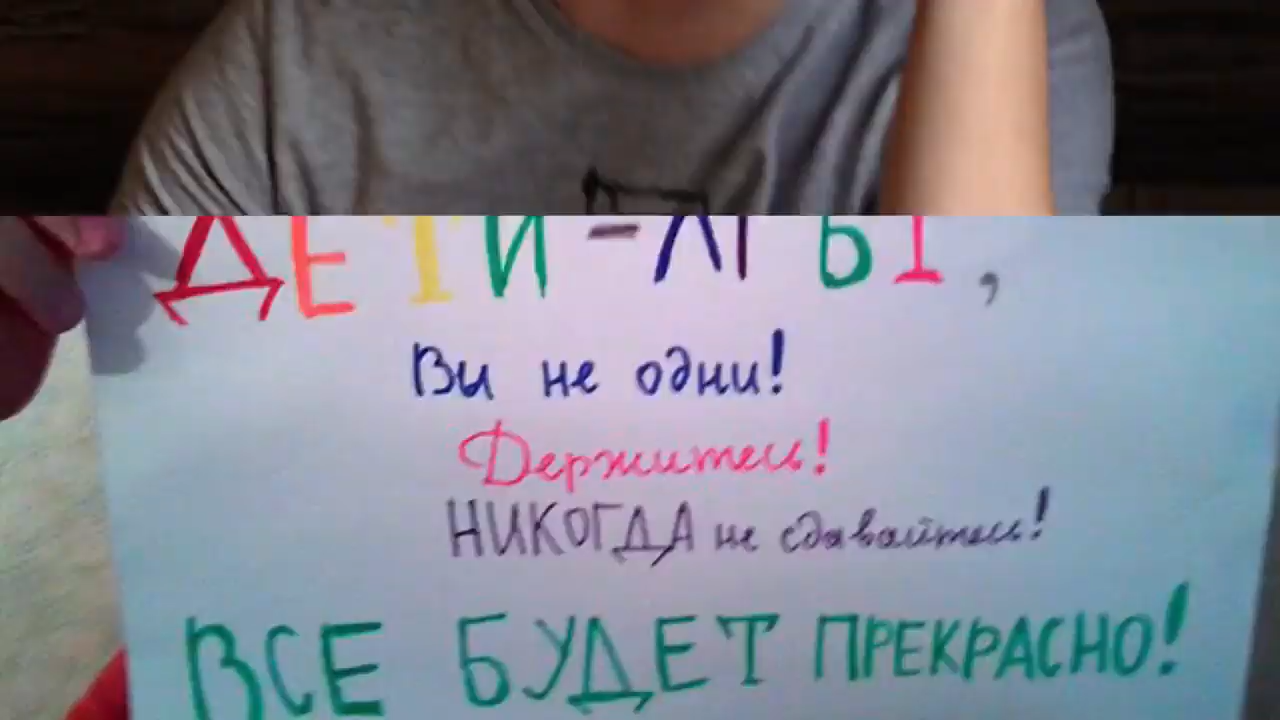 ДЕТИ-ЛГБТ,
Вы не одни!
Держитесь!
НИКОГДА не сдавайтесь!
ВСЕ БУДЕТ ПРЕКРАСНО!